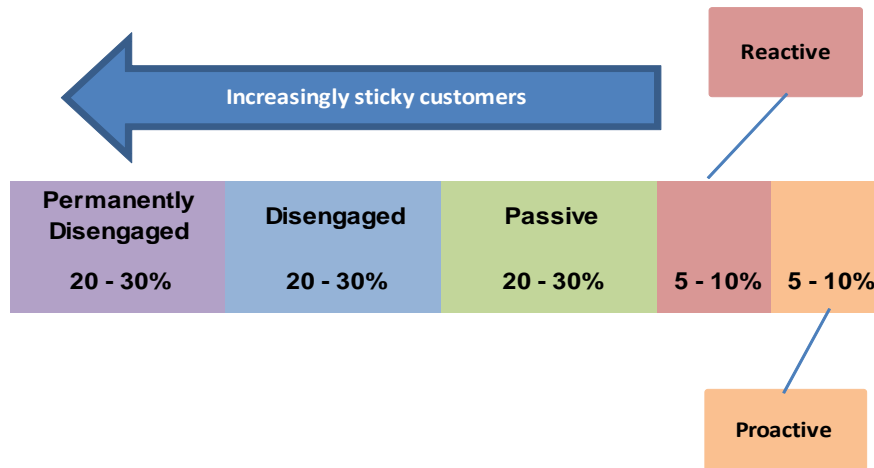 Reactive
Increasingly sticky customers
Permanently
Disengaged
20 - 30%
Disengaged
20 - 30%
Passive
20 - 30%
5 - 10%
5 - 10%
Proactive